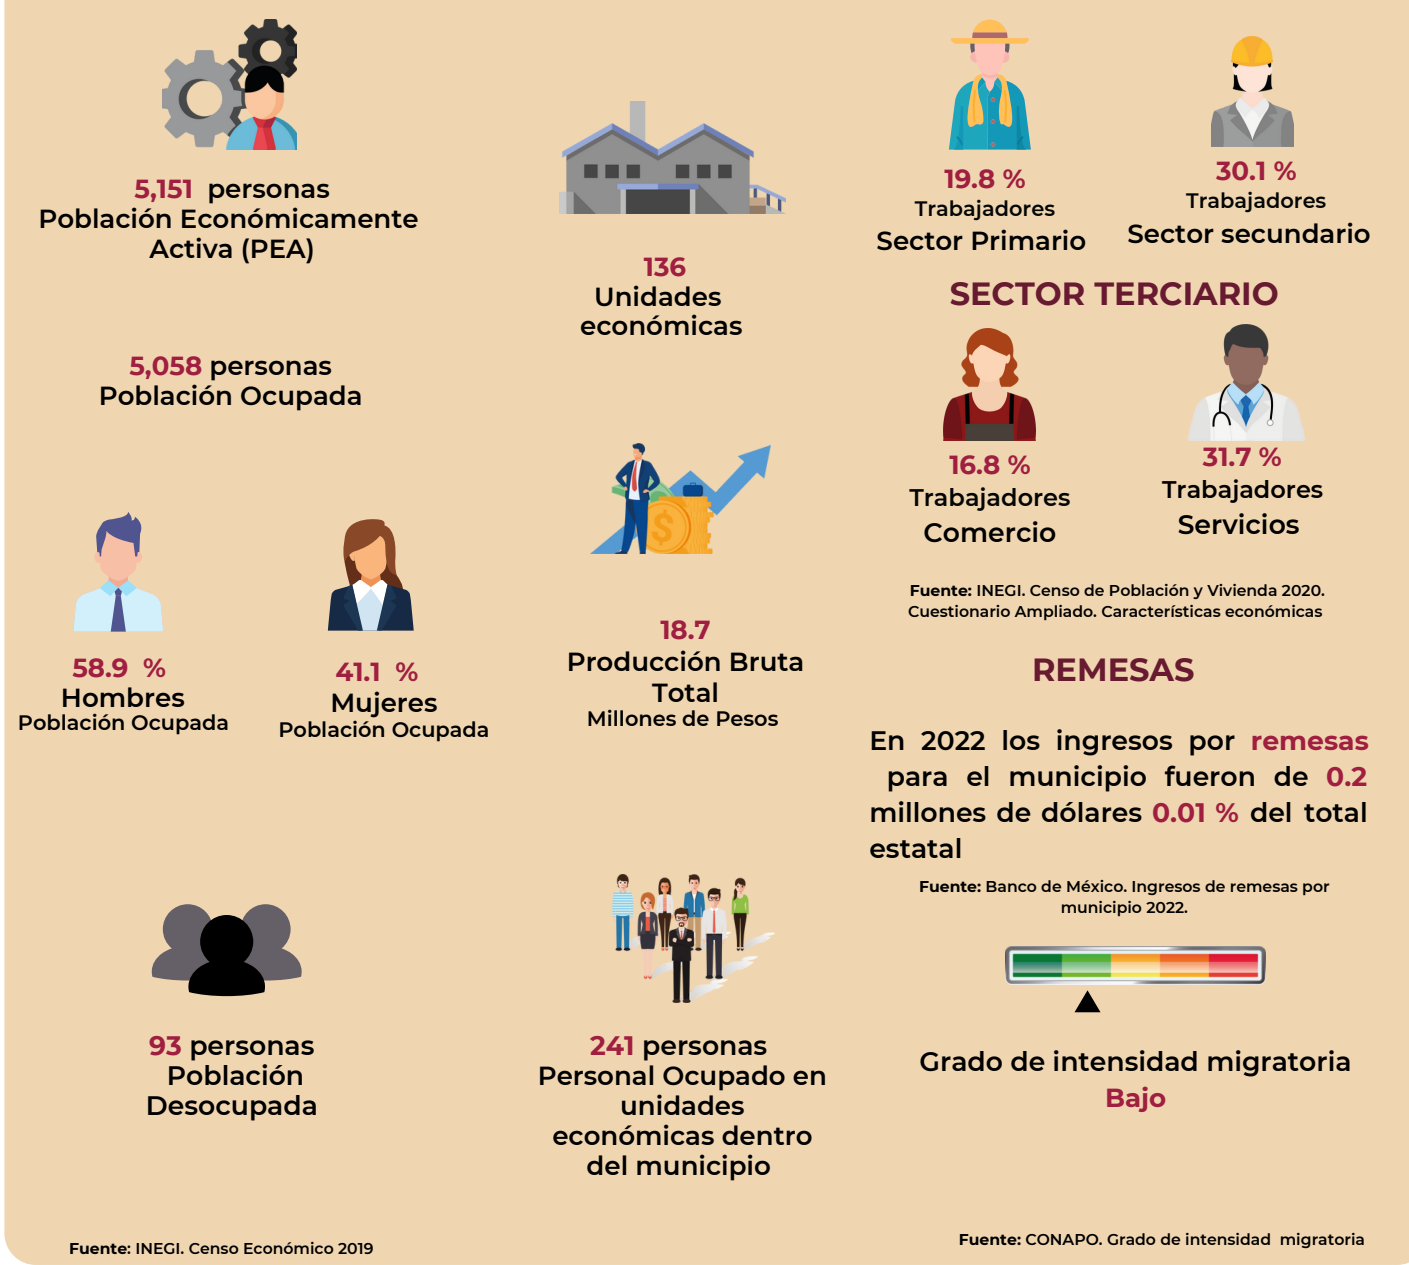 5,151 personas
Población Económicamente
Activa (PEA)
5,058 personas
Población Ocupada
58.9 %
Hombres
Población Ocupada
41.1 %
Mujeres
Población Ocupada
93 personas
Población
Desocupada
Fuente: INEGI. Censo Económico 2019
136
Unidades
económicas
18.7
Producción Bruta
Total
Millones de Pesos
241 personas
Personal Ocupado en
unidades
económicas dentro
del municipio
19.8 %
Trabajadores
Sector Primario
30.1 %
Trabajadores
Sector secundario
SECTOR TERCIARIO
16.8 %
Trabajadores
Comercio
31.7 %
Trabajadores
Servicios
Fuente: INEGI. Censo de Población y Vivienda 2020.
Cuestionario Ampliado. Características económicas
REMESAS
En 2022 los ingresos por remesas
para el municipio fueron de 0.2
millones de dólares 0.01 % del total
estatal
Fuente: Banco de México. Ingresos de remesas por
municipio 2022.
Grado de intensidad migratoria
Bajo
Fuente: CONAPO. Grado de intensidad migratoria